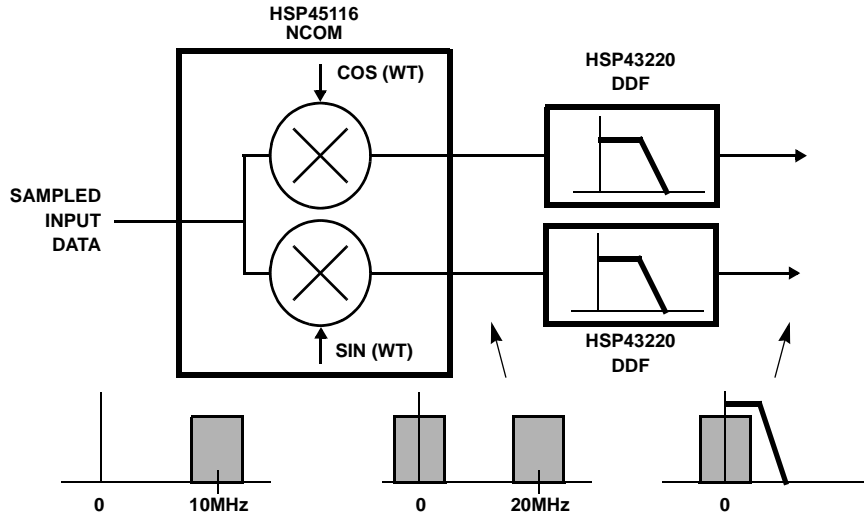 HSP45116
NCOM
COS (WT)
HSP43220
DDF
SAMPLED
INPUT
DATA
SIN (WT)
HSP43220
DDF
0
10MHz
0
20MHz
0